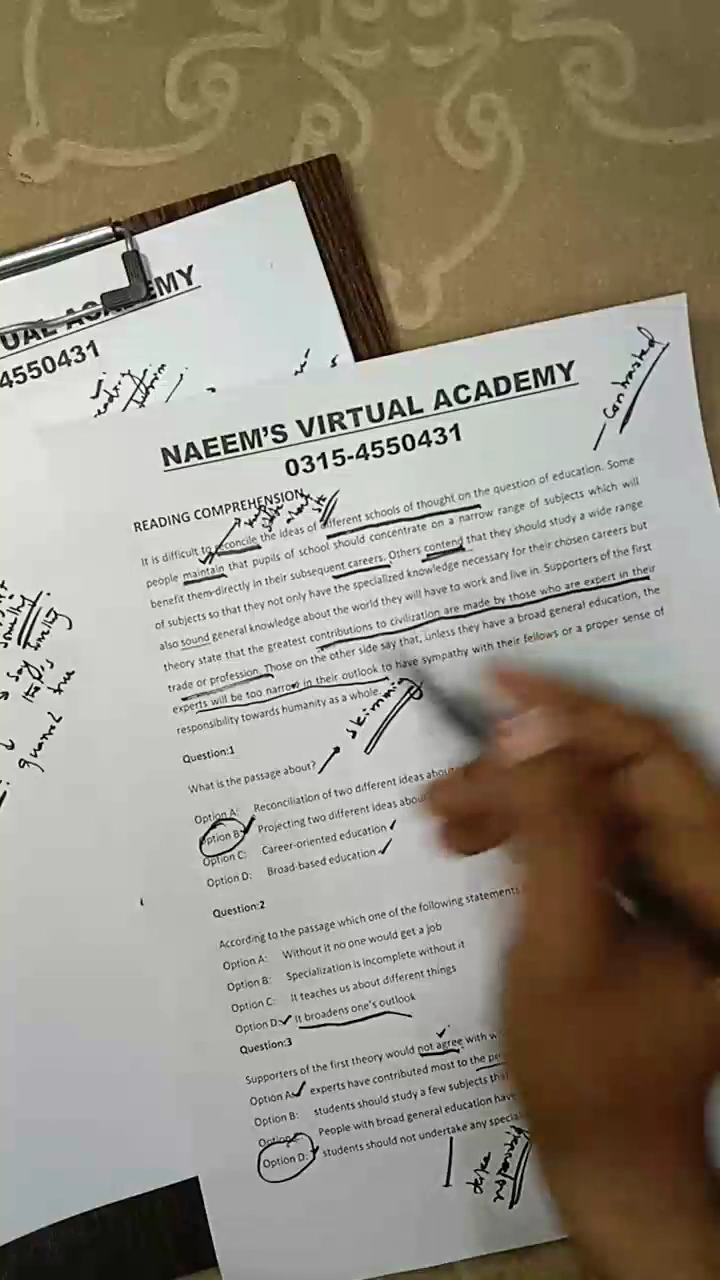 UAL ACADEMY
4550431
NAEEM'S VIRTUAL ACADEMY
0315-4550431
contrasted
READING COMPREHENSION
It is difficult to reconcile the ideas of different schools of thought on the question of education. Some
people maintain that pupils of school should concentrate on a narrow range of subjects which will
benefit them directly in their subsequent careers. Others contend that they should study a wide range
of subjects so that they not only have the specialized knowledge necessary for their chosen careers but
also sound general knowledge about the world they will have to work and live in. Supporters of the first
theory state that the greatest contributions to civilization are made by those who are expert in their
trade or profession. Those on the other side say that, unless they have a broad general education, the
experts will be too narrow in their outlook to have sympathy with their fellows or a proper sense of
responsibility towards humanity as a whole.
skimming
Question:1
What is the passage about?
Option A: Reconciliation of two different ideas about
Option B: Projecting two different ideas about
Option C: Career-oriented education
Option D: Broad-based education
Question:2
According to the passage which one of the following statements
Option A: Without it no one would get a job
Option B: Specialization is incomplete without it
Option C: It teaches us about different things
Option D: It broadens one's outlook
Question:3
Supporters of the first theory would not agree with
Option A: experts have contributed most to the
Option B: students should study a few subjects
Option People with broad general education have
Option D: students should not undertake any special
take